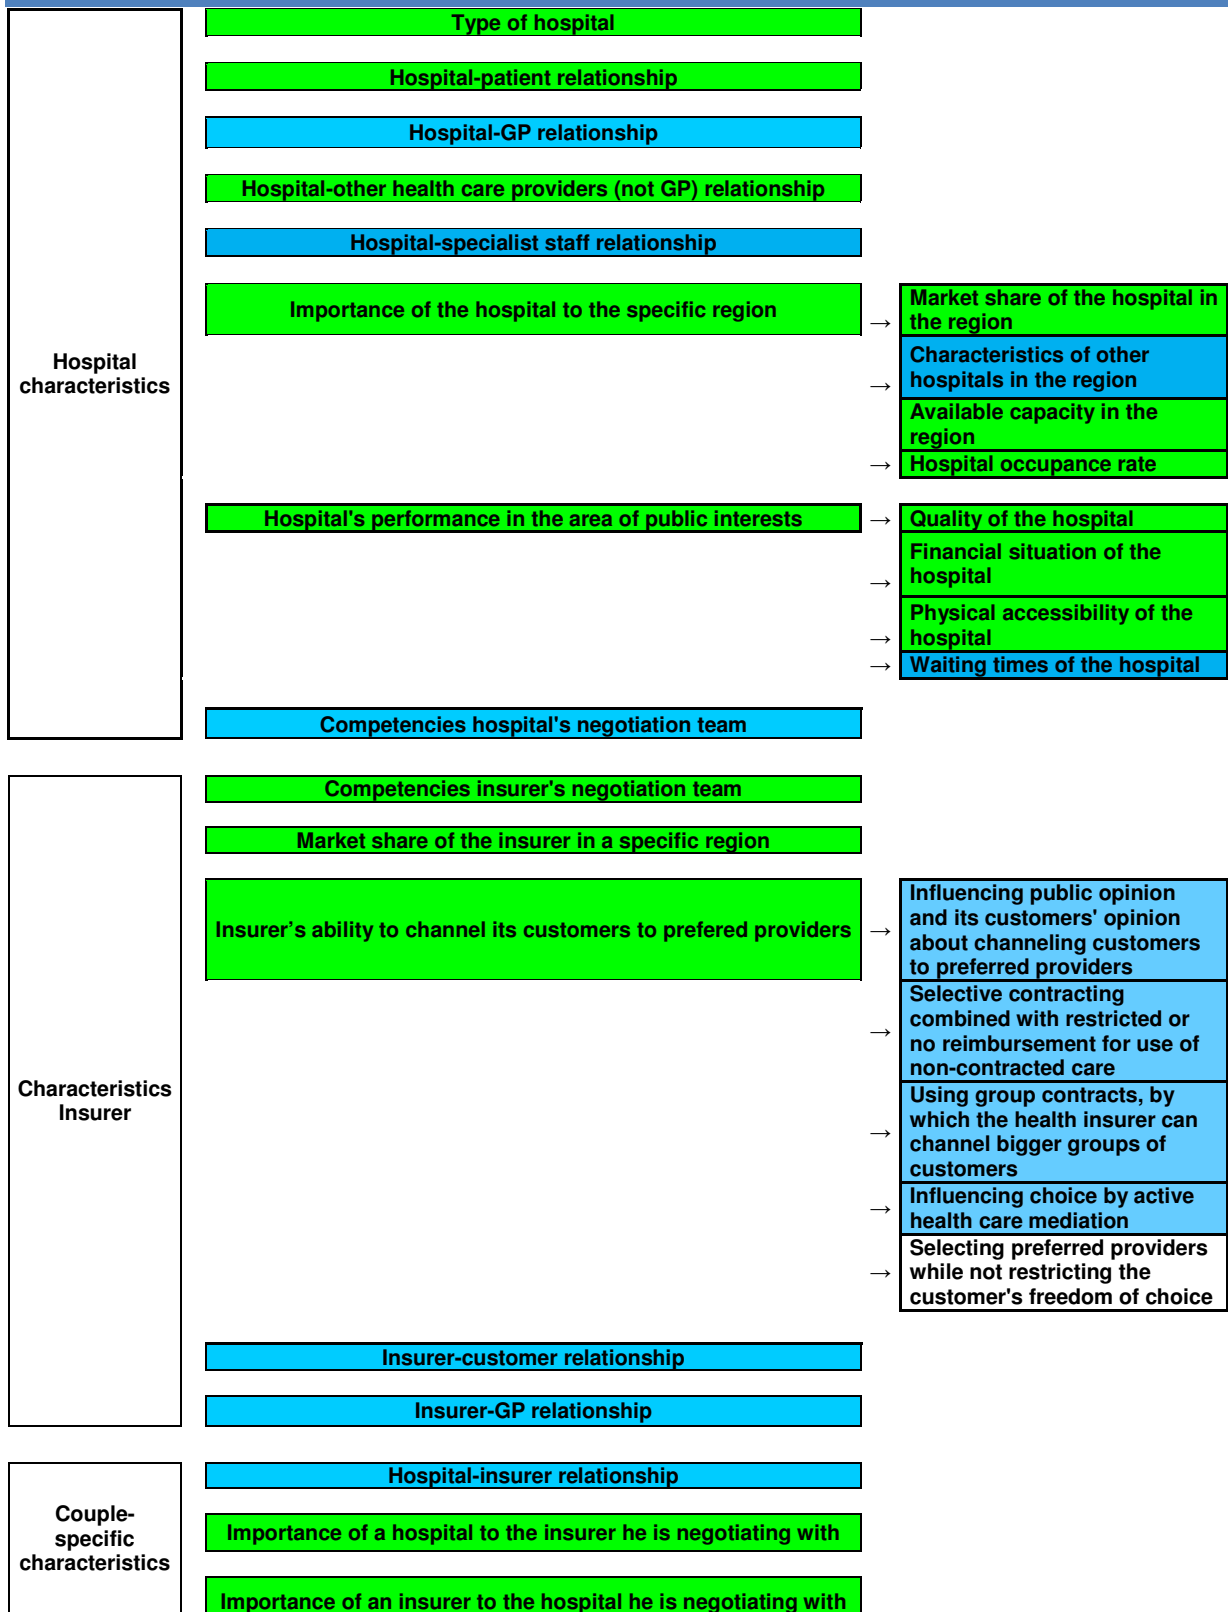 Type of hospital
Hospital-patient relationship
Hospital-GP relationship
Hospital-other health care providers (not GP) relationship
Hospital-specialist staff relationship
Importance of the hospital to the specific region
→
Market share of the hospital in
the region
Hospital
characteristics
→
Characteristics of other
hospitals in the region
Available capacity in the
region
→
Hospital occupance rate
Hospital's performance in the area of public interests
→
Quality of the hospital
→
Financial situation of the
hospital
→
Physical accessibility of the
hospital
→
Waiting times of the hospital
Competencies hospital's negotiation team
Competencies insurer's negotiation team
Market share of the insurer in a specific region
Insurer's ability to channel its customers to prefered providers
→
Influencing public opinion
and its customers' opinion
about channeling customers
to preferred providers
→
Selective contracting
combined with restricted or
no reimbursement for use of
non-contracted care
Characteristics
Insurer
→
Using group contracts, by
which the health insurer can
channel bigger groups of
customers
→
Influencing choice by active
health care mediation
→
Selecting preferred providers
while not restricting the
customer's freedom of choice
Insurer-customer relationship
Insurer-GP relationship
Hospital-insurer relationship
Couple-
specific
characteristics
Importance of a hospital to the insurer he is negotiating with
Importance of an insurer to the hospital he is negotiating with